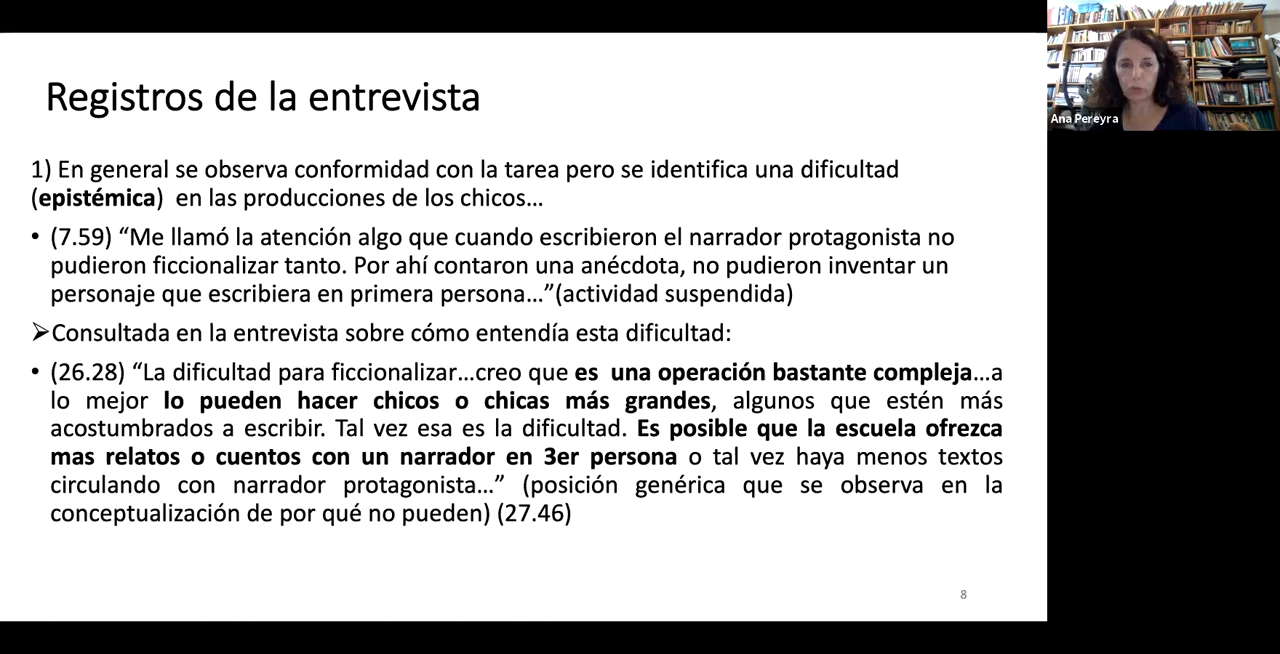 Registros de la entrevista
1) En general se observa conformidad con la tarea pero se identifica una dificultad
(epistémica)  en las producciones de los chicos…
• (7.59) “Me llamó la atención algo que cuando escribieron el narrador protagonista no
pudieron ficcionalizar tanto. Por ahí contaron una anécdota, no pudieron inventar un
personaje que escribiera en primera persona…”(actividad suspendida)
➢Consultada en la entrevista sobre cómo entendía esta dificultad:
• (26.28) “La dificultad para ficcionalizar…creo que es  una operación bastante compleja…a
lo mejor lo pueden hacer chicos o chicas más grandes, algunos que estén más
acostumbrados a escribir. Tal vez esa es la dificultad. Es posible que la escuela ofrezca
mas relatos o cuentos con un narrador en 3er persona o tal vez haya menos textos
circulando con narrador protagonista…” (posición genérica que se observa en la
conceptualización de por qué no pueden) (27.46)
8
Ana Pereyra